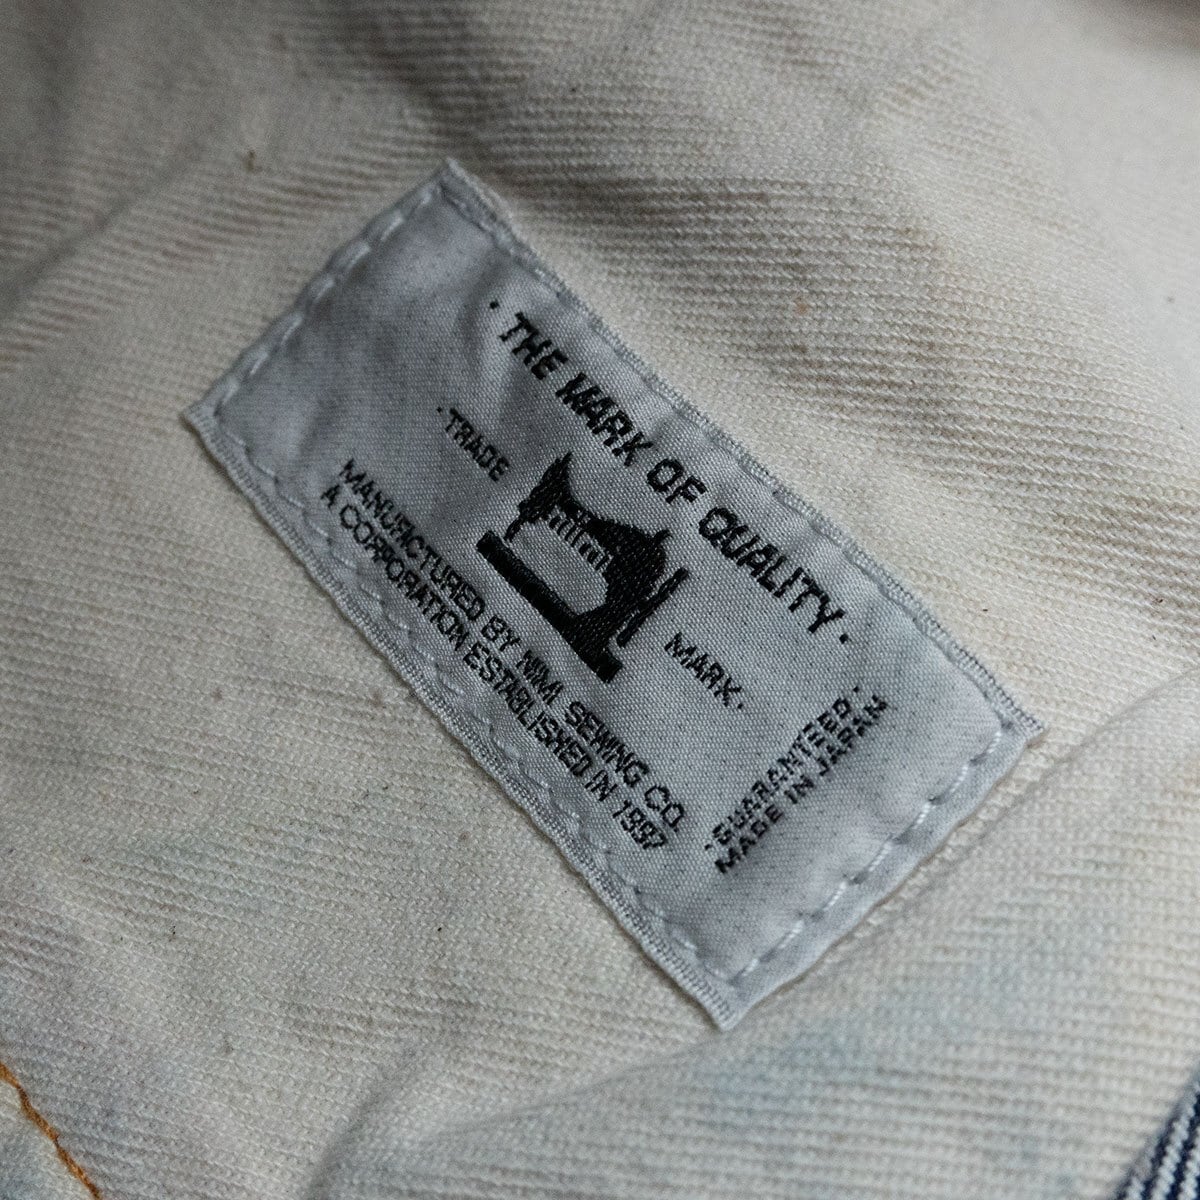 · THE MARK OF QUALITY ·
· TRADE MARK ·
MANUFACTURED BY NIMI SEWING CO.
A CORPORATION ESTABLISHED IN 1997
· GUARANTEED ·
MADE IN JAPAN